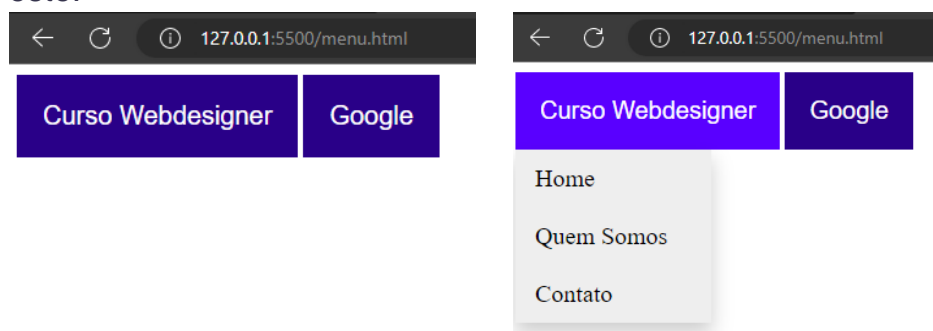 127.0.0.1:5500/menu.html
Curso Webdesigner Google
127.0.0.1:5500/menu.html
Curso Webdesigner Google
Home
Quem Somos
Contato